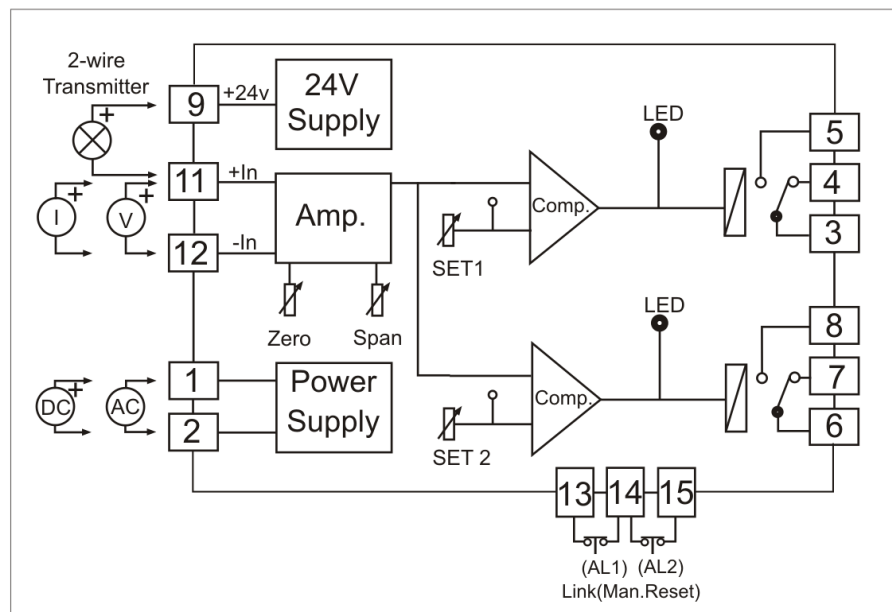 2-wire
Transmitter
+
9
+24v
24V
Supply
LED
5
11
+In
4
I
+
V
+
Amp.
Comp.
3
12
-In
SET1
Zero
Span
LED
8
1
Power
Supply
7
DC
+
AC
Comp.
2
SET 2
6
13
14
15
(AL1)
(AL2)
Link(Man.Reset)